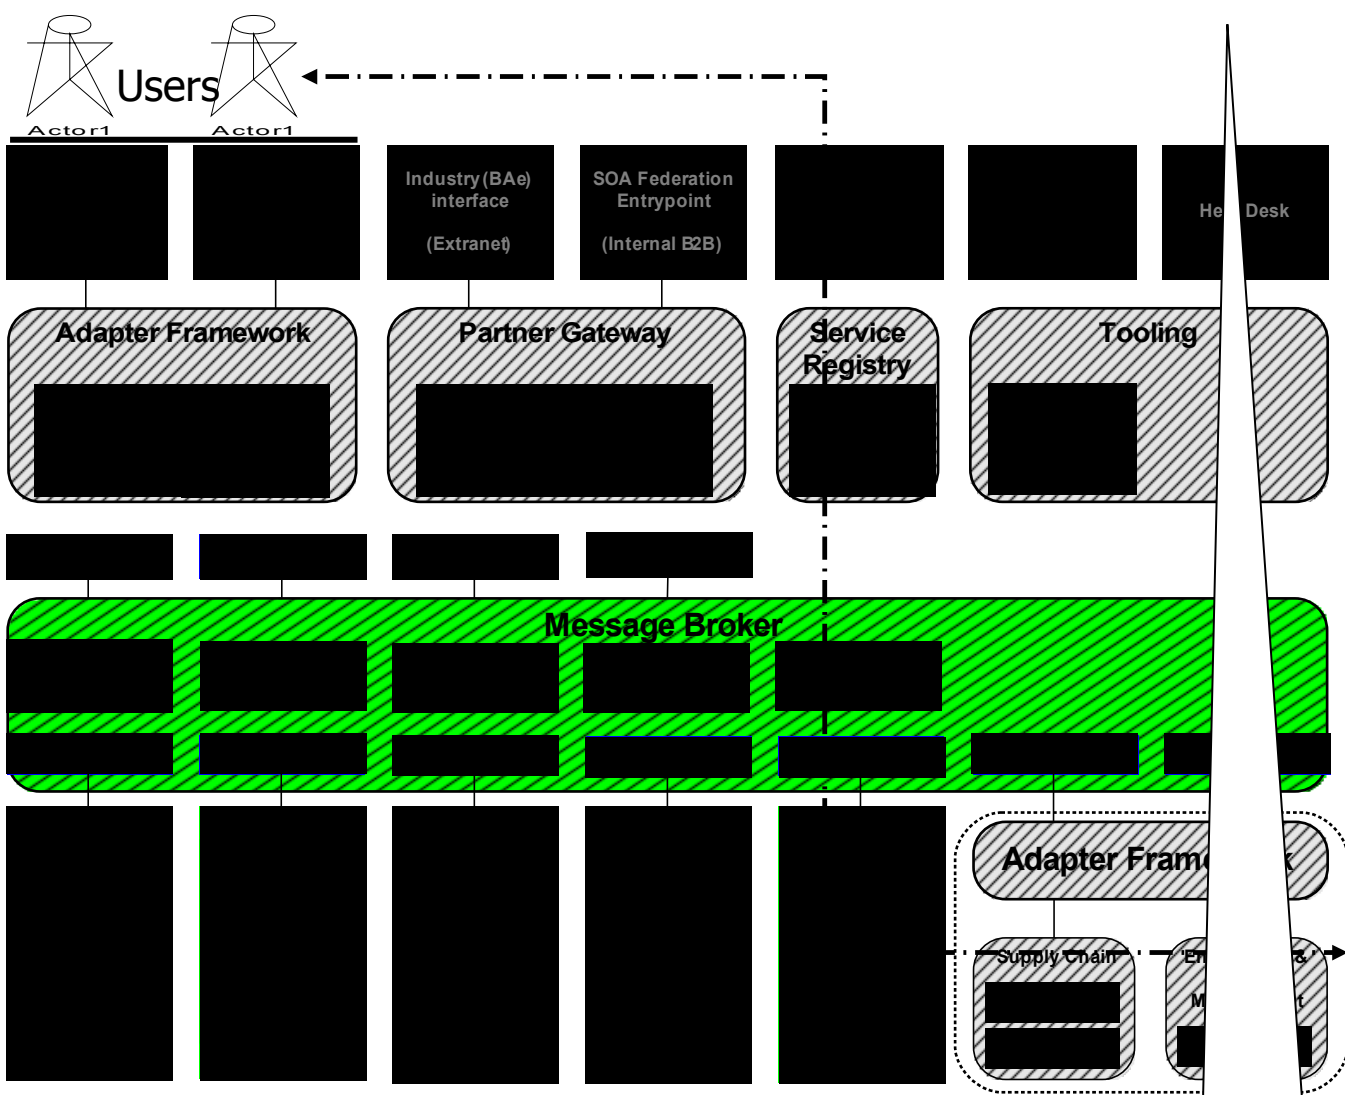 Users
Actor1
Actor1
Industry (BAe)
interface
(Extranet)
SOA Federation
Entrypoint
(Internal B2B)
Desk
Adapter Framework
Partner Gateway
Service
Registry
Tooling
Message Broker
Adapter
Supply Chain
&